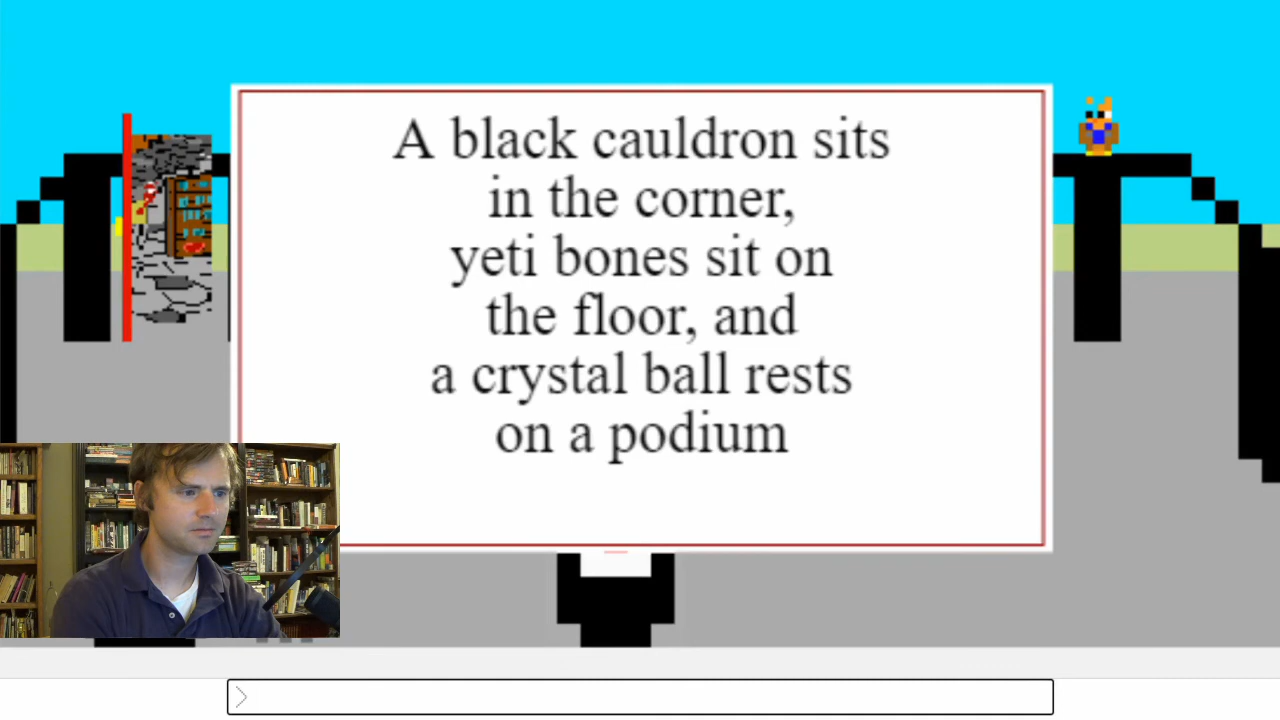 A black cauldron sits
in the corner,
yeti bones sit on
the floor, and
a crystal ball rests
on a podium